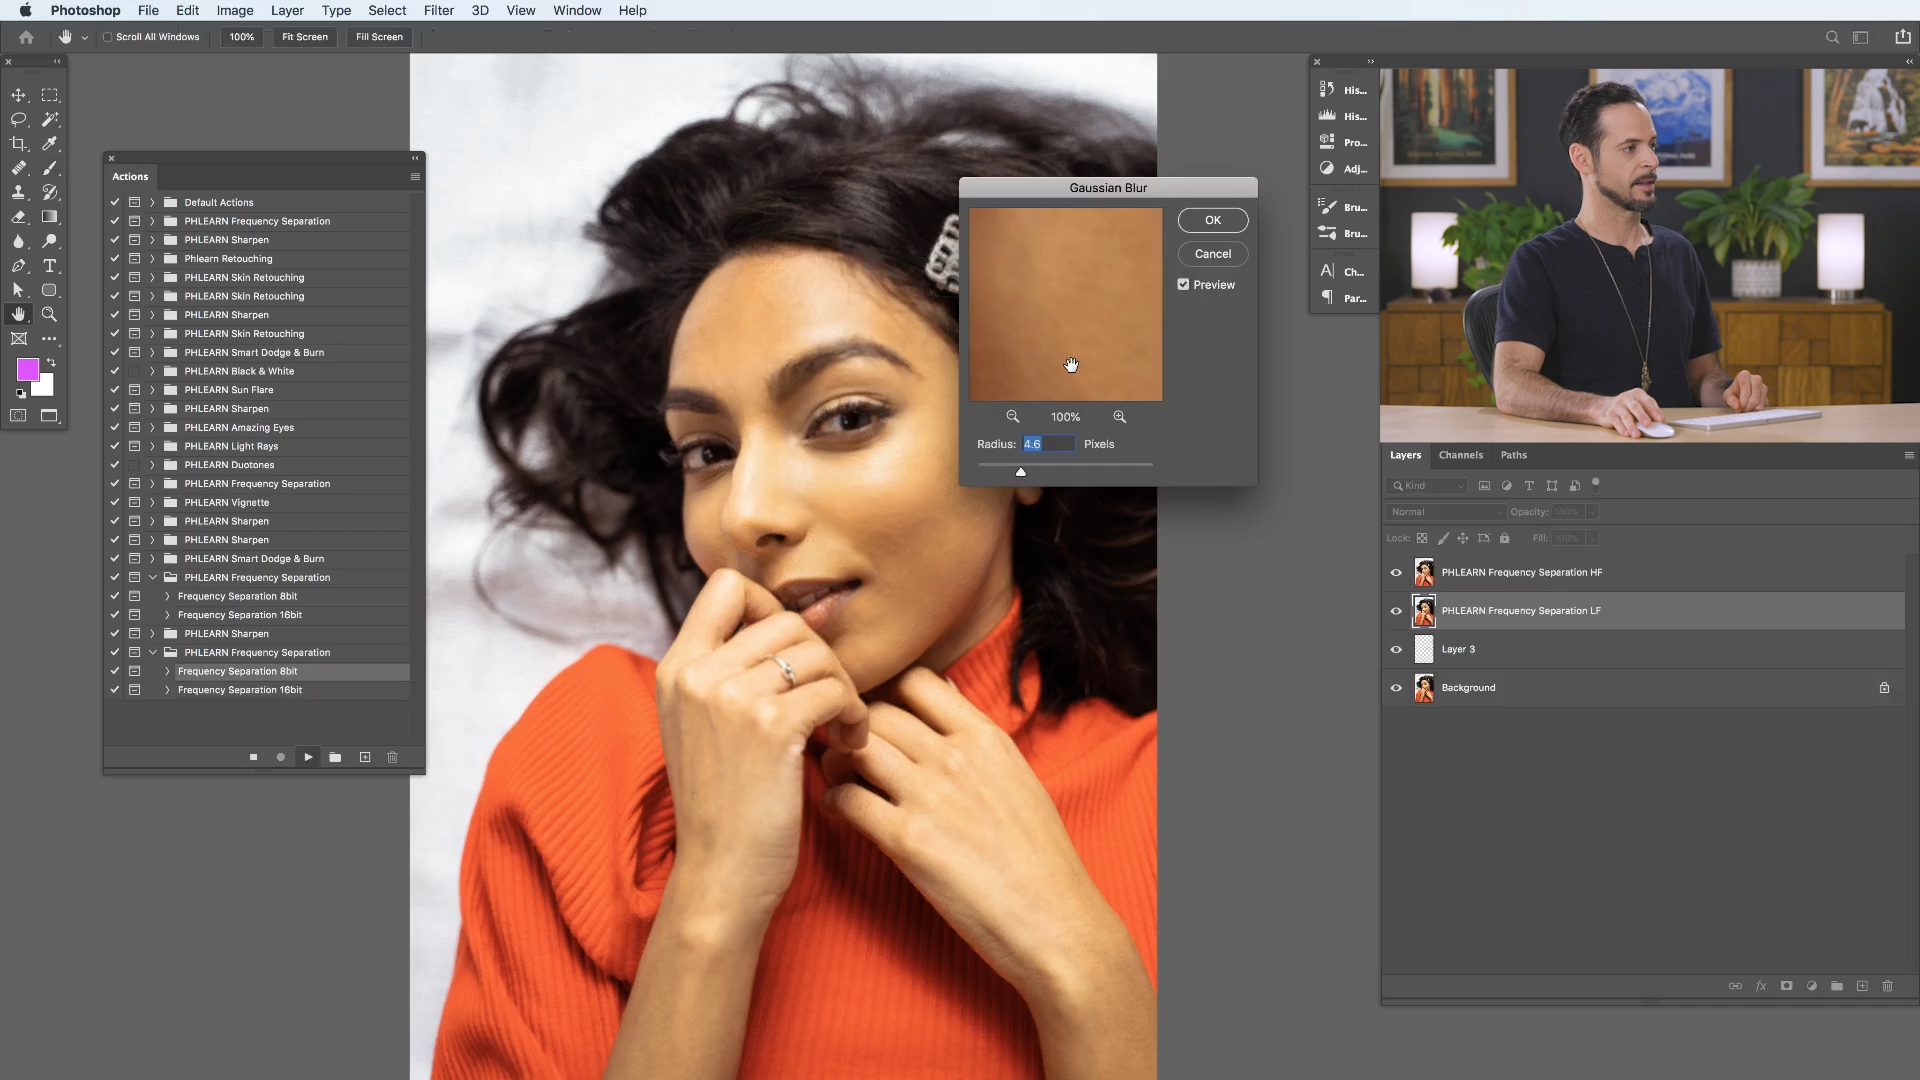 Photoshop File Edit Image Layer Type Select Filter 3D View Window Help
Scroll All Windows 100% Fit Screen Fill Screen
Actions
Default Actions
PHLEARN Frequency Separation
PHLEARN Sharpen
Phlearn Retouching
PHLEARN Skin Retouching
PHLEARN Skin Retouching
PHLEARN Sharpen
PHLEARN Skin Retouching
PHLEARN Smart Dodge & Burn
PHLEARN Black & White
PHLEARN Sun Flare
PHLEARN Sharpen
PHLEARN Amazing Eyes
PHLEARN Light Rays
PHLEARN Duotones
PHLEARN Frequency Separation
PHLEARN Vignette
PHLEARN Sharpen
PHLEARN Sharpen
PHLEARN Smart Dodge & Burn
PHLEARN Frequency Separation
Frequency Separation 8bit
Frequency Separation 16bit
PHLEARN Sharpen
PHLEARN Frequency Separation
Frequency Separation 8bit
Frequency Separation 16bit
Gaussian Blur
OK
Cancel
Preview
100%
Radius: 4.6 Pixels
His...
His...
Pro...
Adj...
Bru...
Bru...
Ch...
Par...
Layers Channels Paths
Kind
Normal Opacity: 100%
Lock: Fill: 100%
PHLEARN Frequency Separation HF
PHLEARN Frequency Separation LF
Layer 3
Background